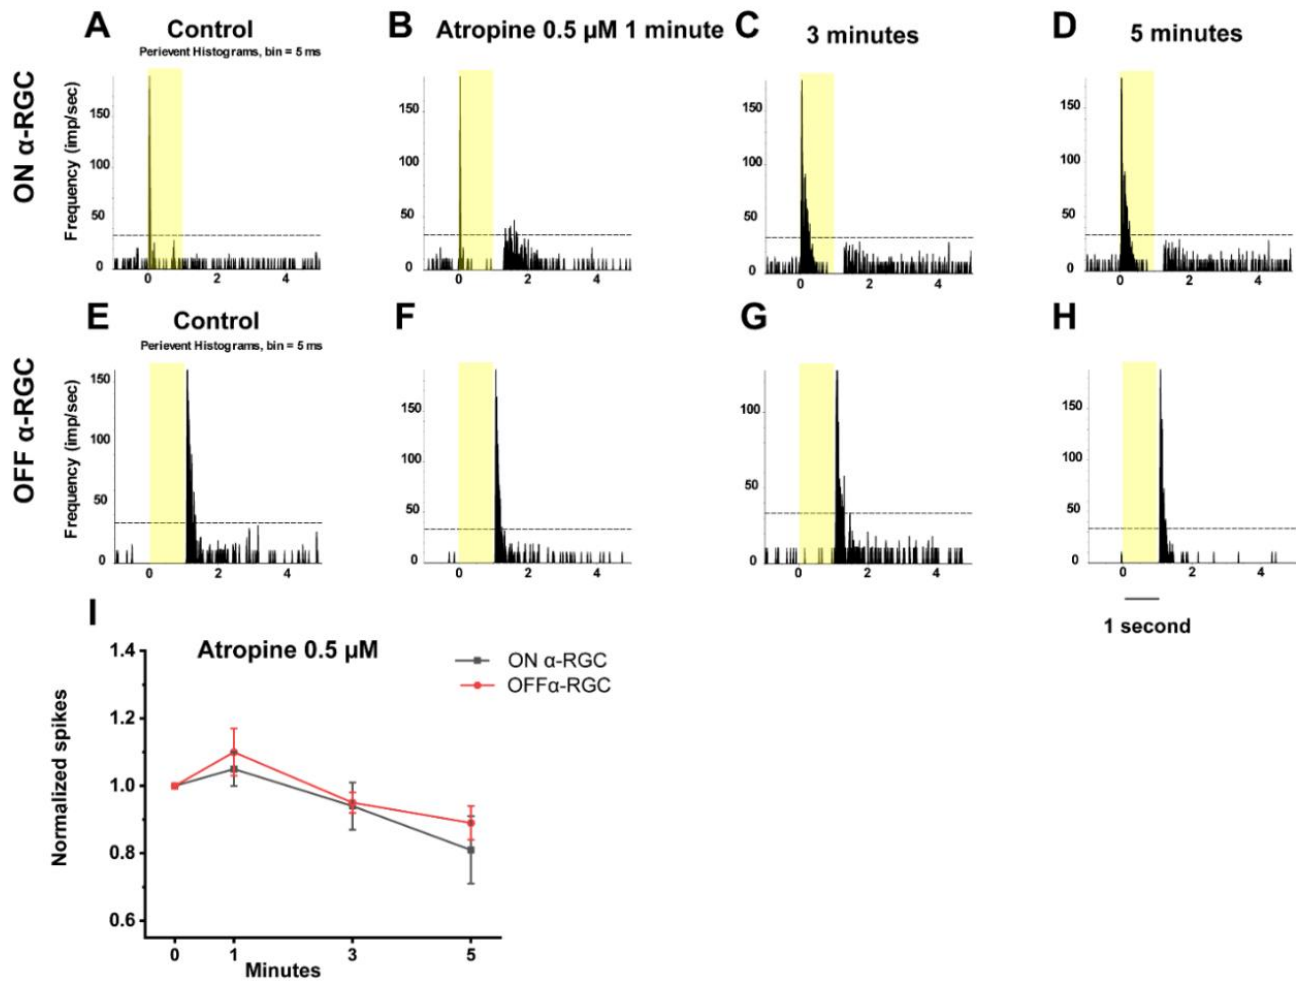 A Control
Perievent Histograms, bin = 5 ms
B Atropine 0.5 µM 1 minute
C 3 minutes
D 5 minutes
ON α-RGC
Frequency (imp/sec)
150
100
50
0
0 2 4
150
100
50
0
0 2 4
150
100
50
0
0 2 4
150
100
50
0
0 2 4
E Control
Perievent Histograms, bin = 5 ms
F
G
H
OFF α-RGC
Frequency (imp/sec)
150
100
50
0
0 2 4
150
100
50
0
0 2 4
100
50
0
0 2 4
150
100
50
0
0 2 4
1 second
I
Atropine 0.5 µM
ON α-RGC
OFFα-RGC
Normalized spikes
1.4
1.2
1.0
0.8
0.6
0 1 3 5
Minutes